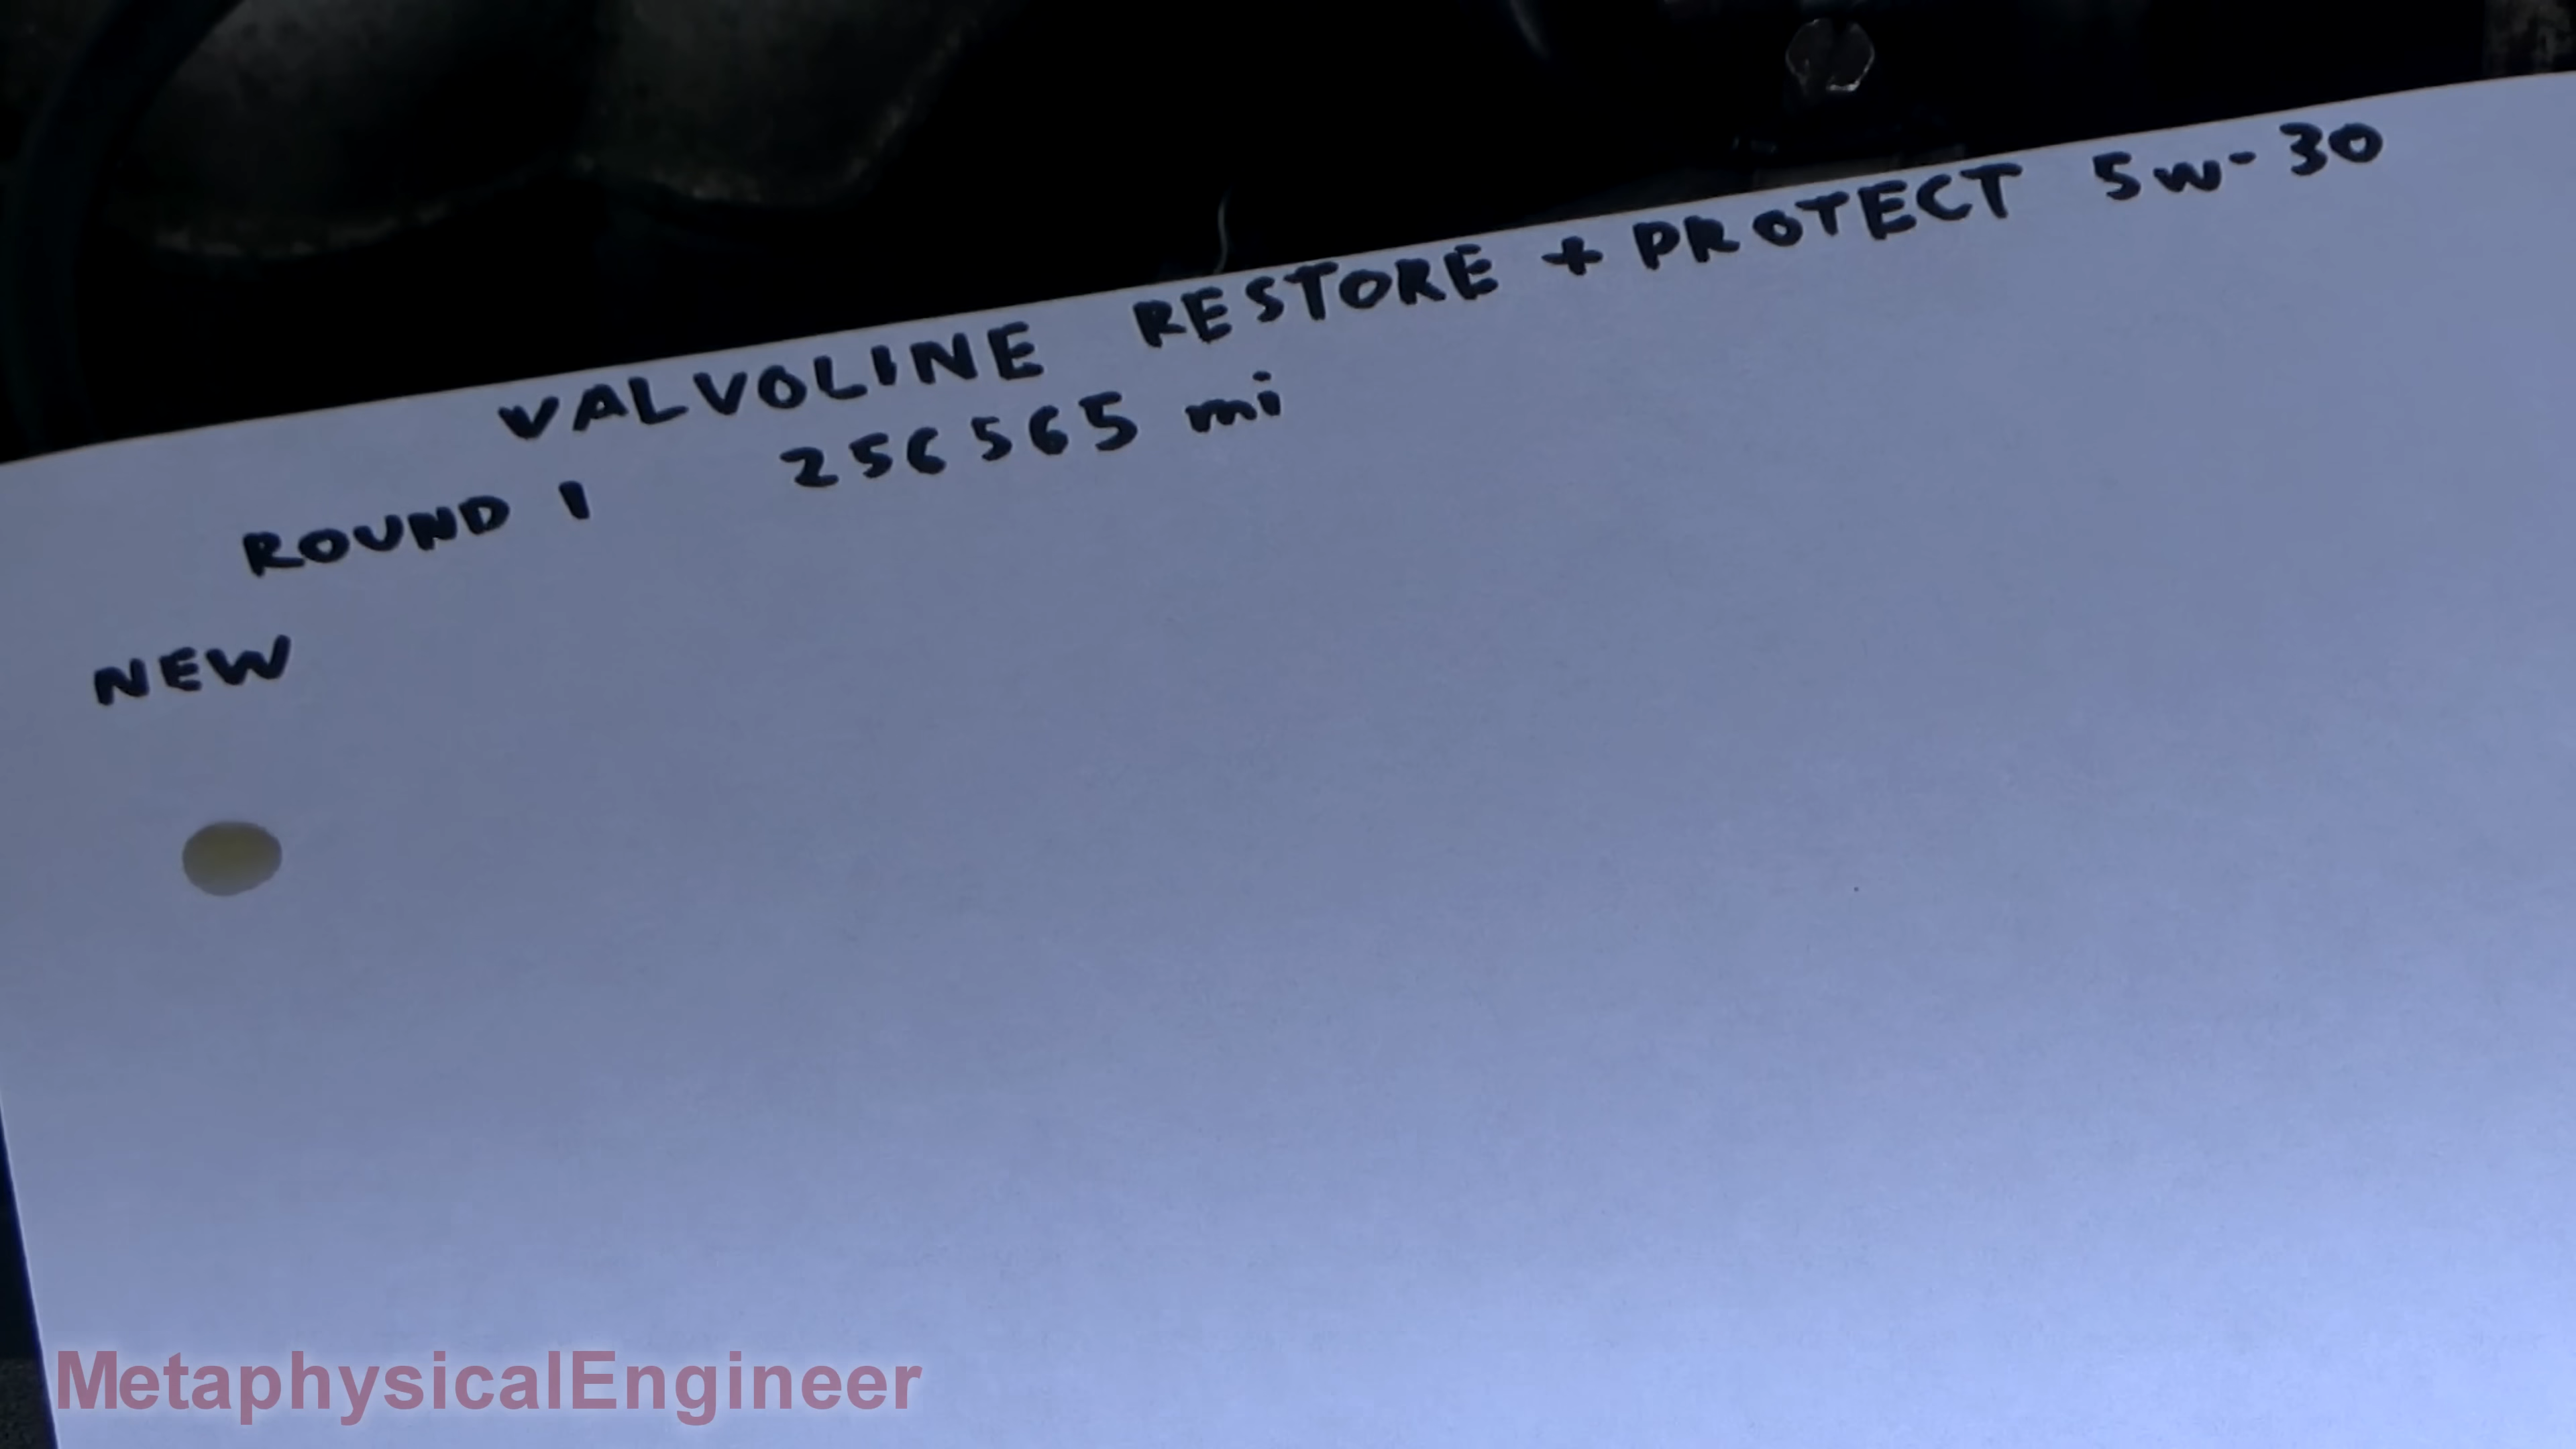 VALVOLINE RESTORE + PROTECT 5W-30
ROUND 1 256565 mi
NEW
MetaphysicalEngineer